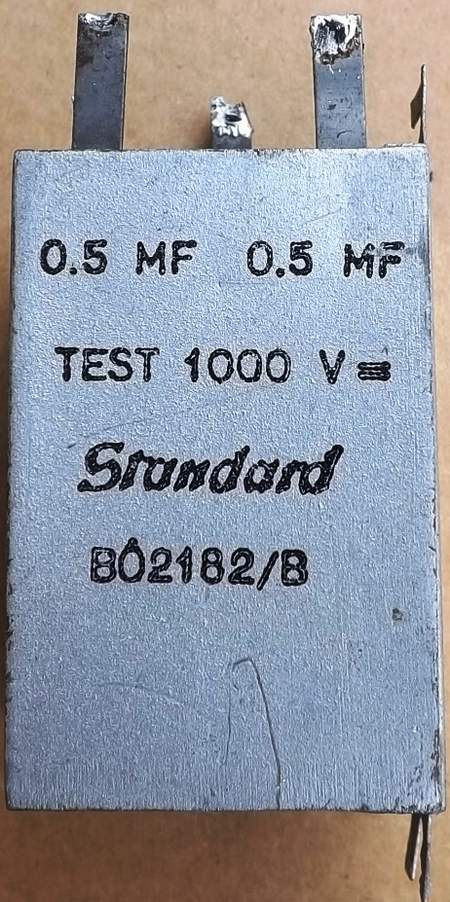 0.5 MF 0.5 MF
TEST 1000 V=
Standard
BÖ2182/B